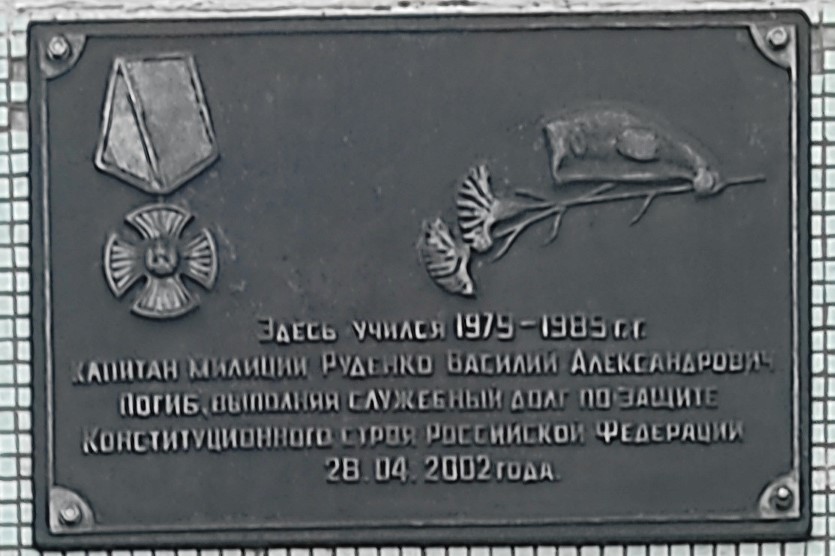 Здесь учился 1975-1985 г.г.
капитан милиции Руденко Василий Александрович
погиб, выполняя служебный долг по защите
Конституционного строя Российской Федерации
28.04.2002 года.